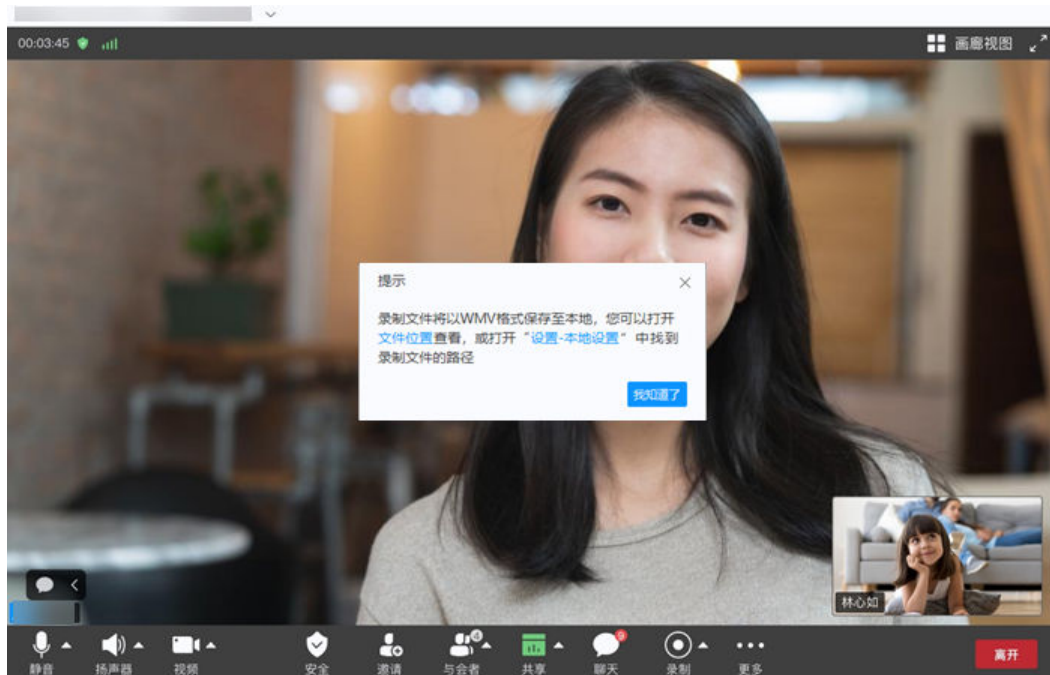 00:03:45
画廊视图
提示
录制文件将以WMV格式保存至本地，您可以打开
文件位置查看，或打开“设置-本地设置”中找到
录制文件的路径
我知道了
林心如
4
9
静音
扬声器
视频
安全
邀请
与会者
共享
聊天
录制
更多
离开